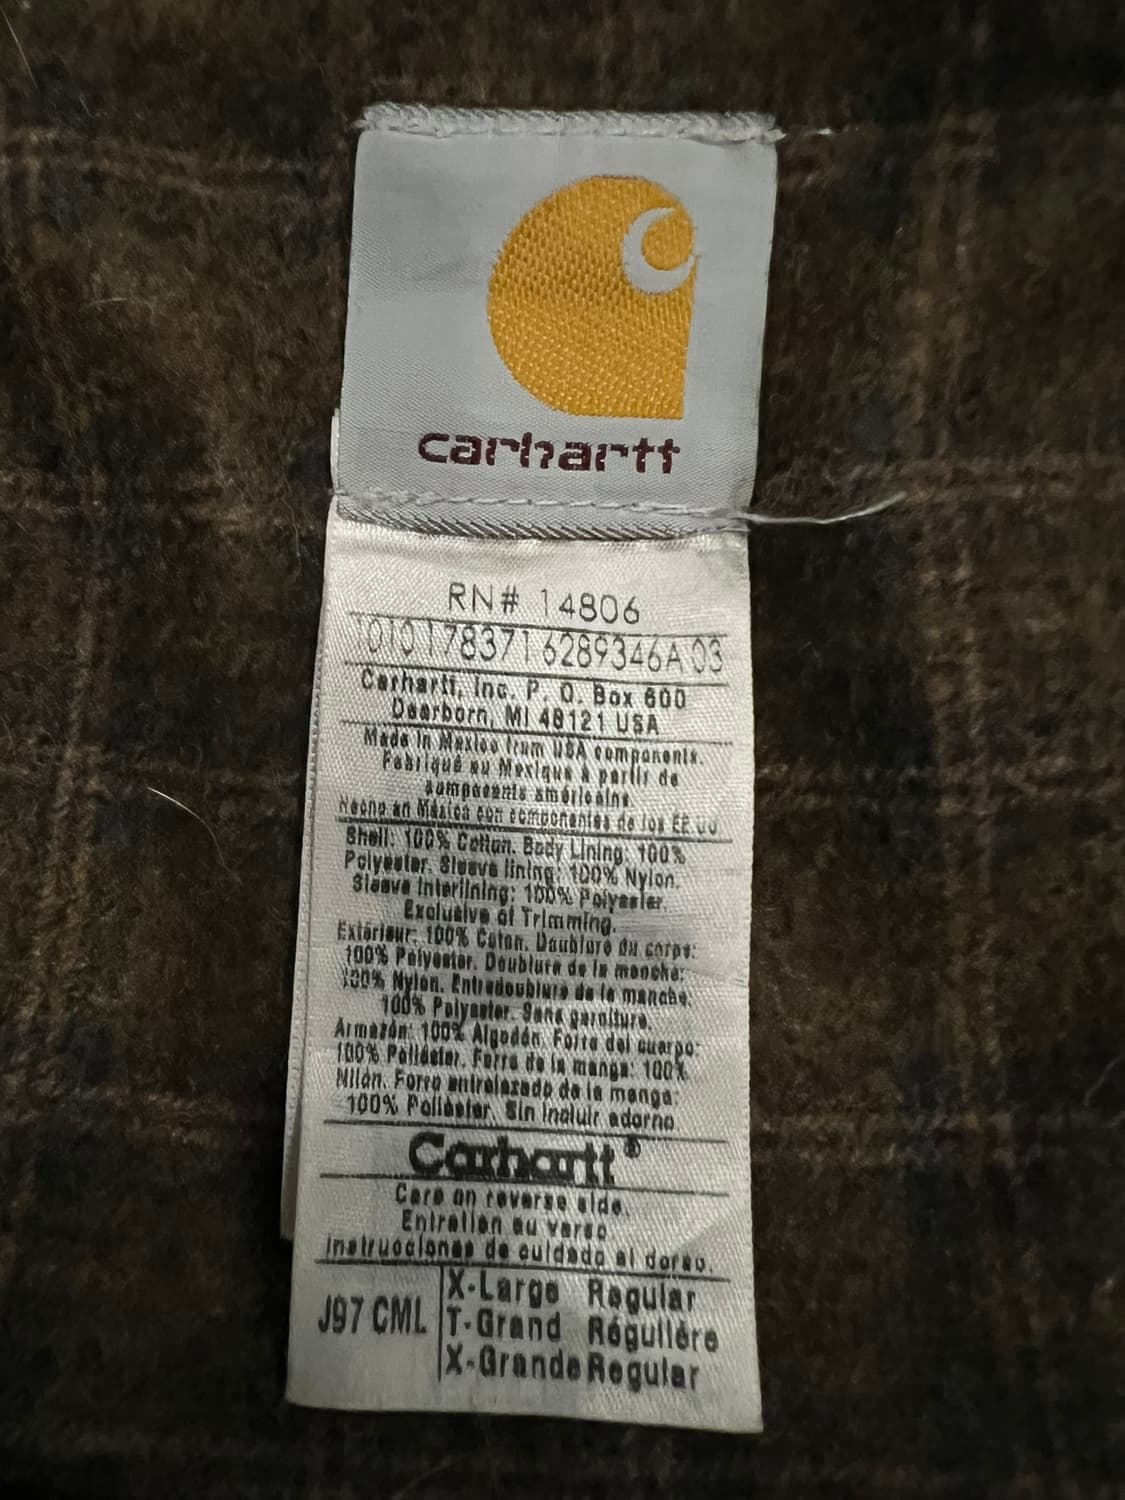 carhartt
RN# 14806
0101783716289346A 03
Carhartt, Inc. P. O. Box 600
Dearborn, MI 48121 USA
Made in Mexico from USA components.
Fabriqué au Mexique à partir de
composants américains.
Hecho en México con componentes de los EE.UU
Shell: 100% Cotton. Body Lining: 100%
Polyester. Sleeve lining: 100% Nylon.
Sleeve Interlining: 100% Polyester.
Exclusive of Trimming.
Extérieur: 100% Coton. Doublure du corps:
100% Polyester. Doublure de la manche:
100% Nylon. Entredoublure de la manche:
100% Polyester. Sans garniture.
Armazón: 100% Algodón. Forro del cuerpo:
100% Poliéster. Forro de la manga: 100%
Nilón. Forro entrelazado de la manga:
100% Poliéster. Sin incluir adorno
Carhartt®
Care on reverse side.
Entretien au verso
Instrucciones de cuidado al dorso.
J97 CML
X-Large Regular
T-Grand Régulière
X-Grande Regular